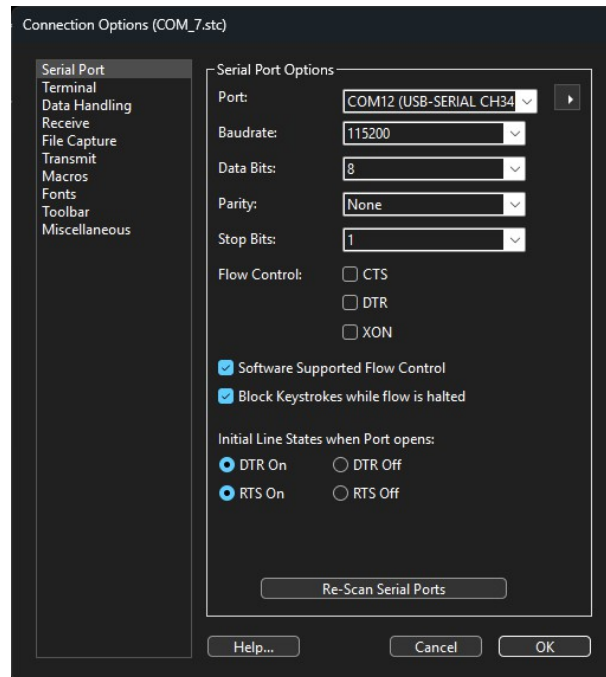 Connection Options (COM_7.stc)
Serial Port
Terminal
Data Handling
Receive
File Capture
Transmit
Macros
Fonts
Toolbar
Miscellaneous
Serial Port Options
Port: COM12 (USB-SERIAL CH34
Baudrate: 115200
Data Bits: 8
Parity: None
Stop Bits: 1
Flow Control: CTS
DTR
XON
Software Supported Flow Control
Block Keystrokes while flow is halted
Initial Line States when Port opens:
DTR On DTR Off
RTS On RTS Off
Re-Scan Serial Ports
Help... Cancel OK